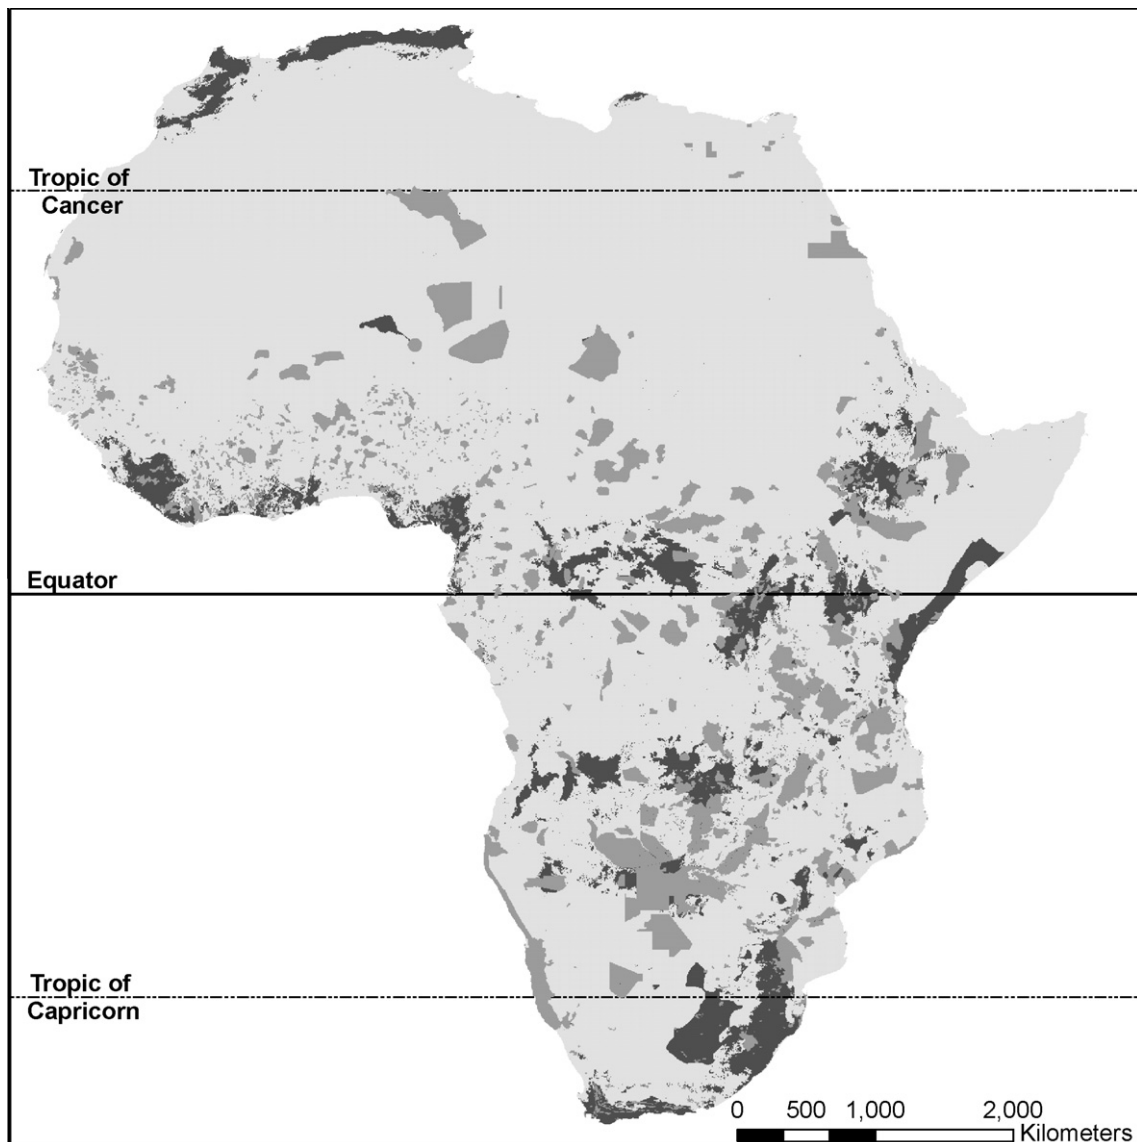 Tropic of
Cancer
Equator
Tropic of
Capricorn
0 500 1,000 2,000
Kilometers